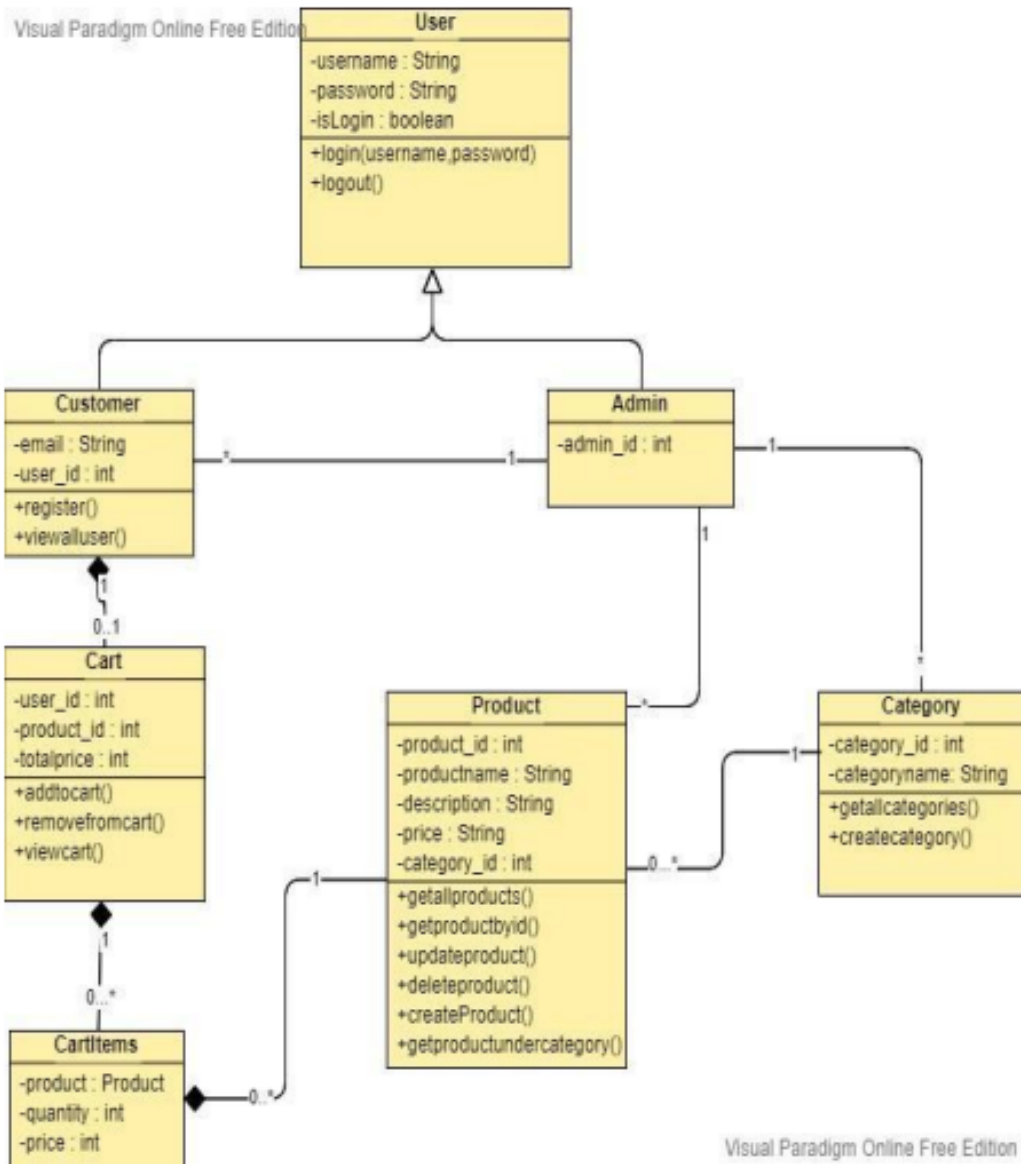 Visual Paradigm Online Free Edition
User
-username : String
-password : String
-isLogin : boolean
+login(username,password)
+logout()
Customer
-email : String
-user_id : int
+register()
+viewalluser()
*
1
Admin
-admin_id : int
1
*
1
*
1
0..1
Cart
-user_id : int
-product_id : int
-totalprice : int
+addtocart()
+removefromcart()
+viewcart()
Product
-product_id : int
-productname : String
-description : String
-price : String
-category_id : int
+getallproducts()
+getproductbyid()
+updateproduct()
+deleteproduct()
+createProduct()
+getproductundercategory()
1
0...*
Category
-category_id : int
-categoryname: String
+getallcategories()
+createcategory()
1
0...*
1
0..*
CartItems
-product : Product
-quantity : int
-price : int
Visual Paradigm Online Free Edition